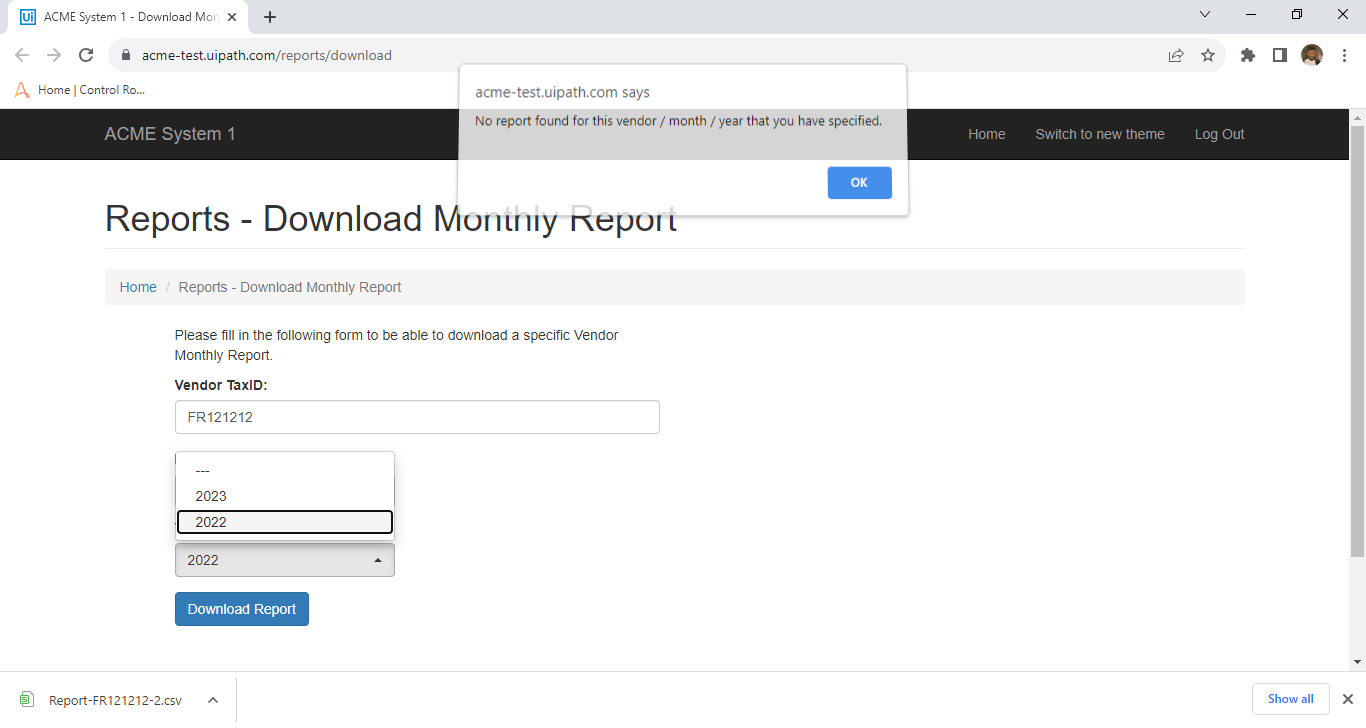 ACME System 1 - Download Mon
acme-test.uipath.com/reports/download
Home | Control Ro...
acme-test.uipath.com says
No report found for this vendor / month / year that you have specified.
OK
ACME System 1
Home
Switch to new theme
Log Out
Reports - Download Monthly Report
Home / Reports - Download Monthly Report
Please fill in the following form to be able to download a specific Vendor
Monthly Report.
Vendor TaxID:
FR121212
---
2023
2022
2022
Download Report
Report-FR121212-2.csv
Show all